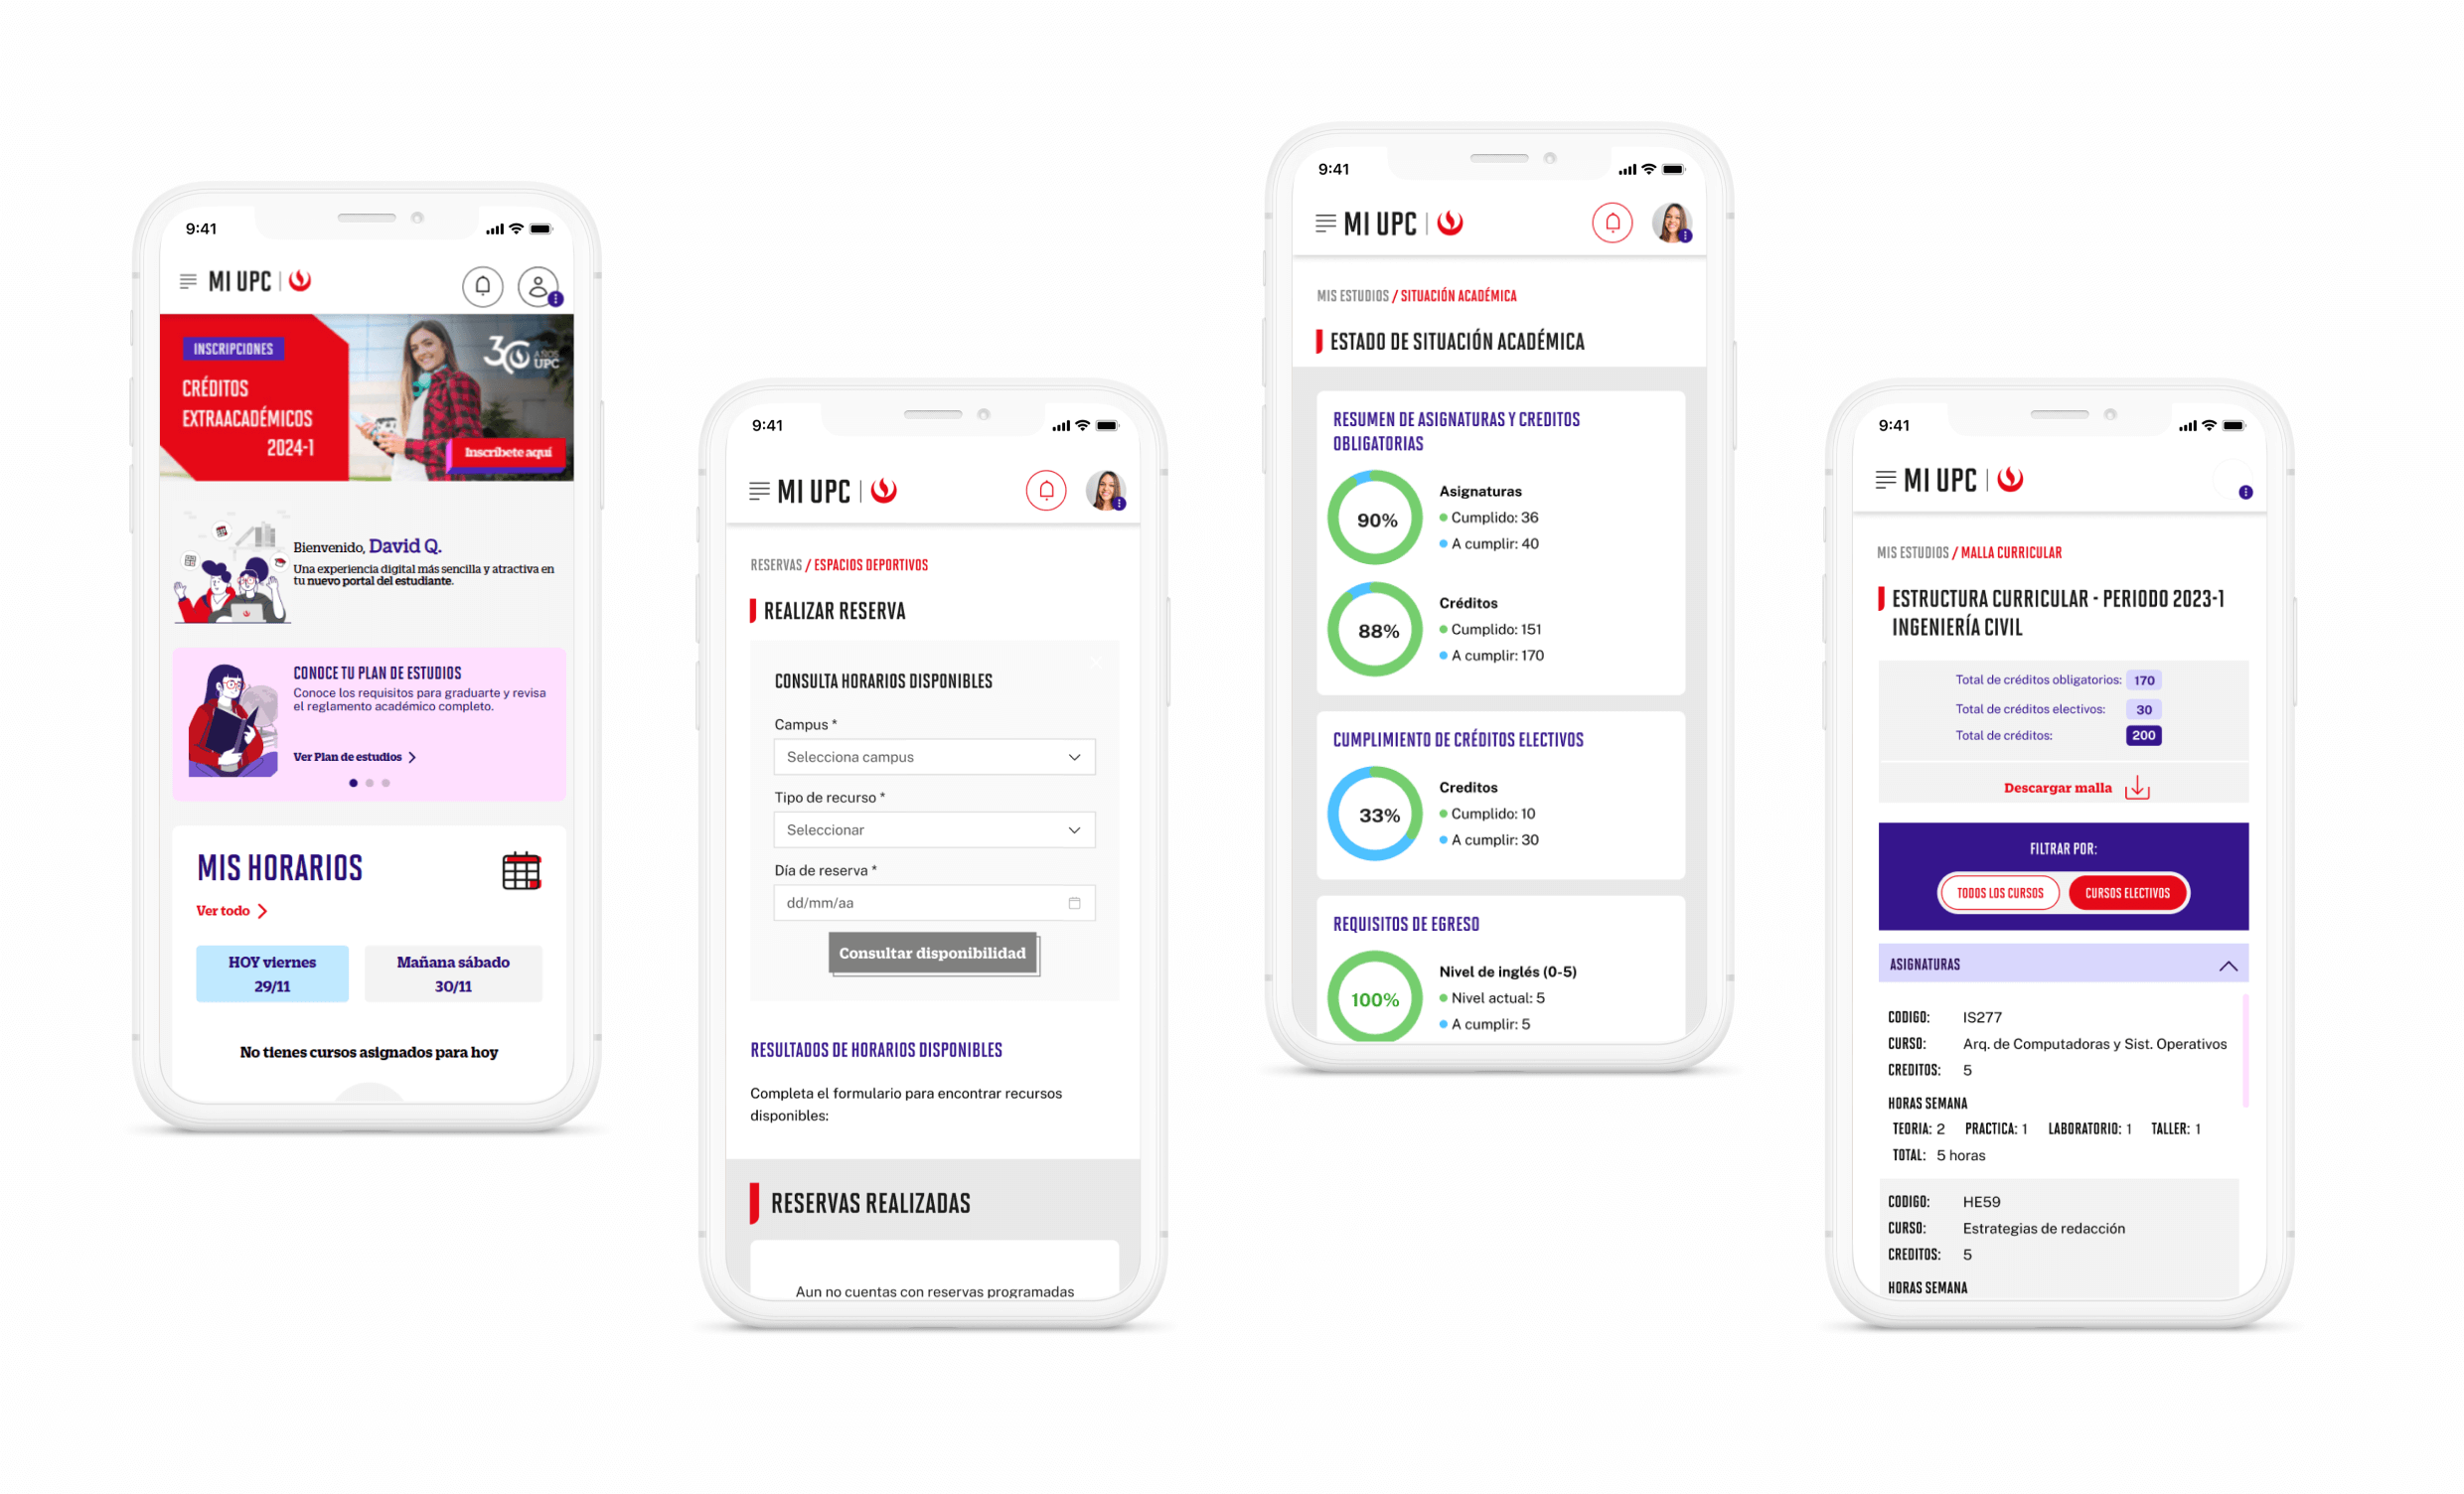 9:41
MI UPC
INSCRIPCIONES
CRÉDITOS
EXTRAACADÉMICOS
2024-1
30 AÑOS
UPC
Inscríbete aquí
Bienvenido, David Q.
Una experiencia digital más sencilla y atractiva en
tu nuevo portal del estudiante.
CONOCE TU PLAN DE ESTUDIOS
Conoce los requisitos para graduarte y revisa
el reglamento académico completo.
Ver Plan de estudios
MIS HORARIOS
Ver todo
HOY viernes
29/11
Mañana sábado
30/11
No tienes cursos asignados para hoy
9:41
MI UPC
RESERVAS / ESPACIOS DEPORTIVOS
REALIZAR RESERVA
CONSULTA HORARIOS DISPONIBLES
Campus *
Selecciona campus
Tipo de recurso *
Seleccionar
Día de reserva *
dd/mm/aa
Consultar disponibilidad
RESULTADOS DE HORARIOS DISPONIBLES
Completa el formulario para encontrar recursos
disponibles:
RESERVAS REALIZADAS
Aun no cuentas con reservas programadas
9:41
MI UPC
MIS ESTUDIOS / SITUACIÓN ACADÉMICA
ESTADO DE SITUACIÓN ACADÉMICA
RESUMEN DE ASIGNATURAS Y CREDITOS
OBLIGATORIAS
90%
Asignaturas
Cumplido: 36
A cumplir: 40
88%
Créditos
Cumplido: 151
A cumplir: 170
CUMPLIMIENTO DE CRÉDITOS ELECTIVOS
33%
Creditos
Cumplido: 10
A cumplir: 30
REQUISITOS DE EGRESO
100%
Nivel de inglés (0-5)
Nivel actual: 5
A cumplir: 5
9:41
MI UPC
MIS ESTUDIOS / MALLA CURRICULAR
ESTRUCTURA CURRICULAR - PERIODO 2023-1
INGENIERÍA CIVIL
Total de créditos obligatorios: 170
Total de créditos electivos: 30
Total de créditos: 200
Descargar malla
FILTRAR POR:
TODOS LOS CURSOS
CURSOS ELECTIVOS
ASIGNATURAS
CODIGO: IS277
CURSO: Arq. de Computadoras y Sist. Operativos
CREDITOS: 5
HORAS SEMANA
TEORIA: 2 PRACTICA: 1 LABORATORIO: 1 TALLER: 1
TOTAL: 5 horas
CODIGO: HE59
CURSO: Estrategias de redacción
CREDITOS: 5
HORAS SEMANA